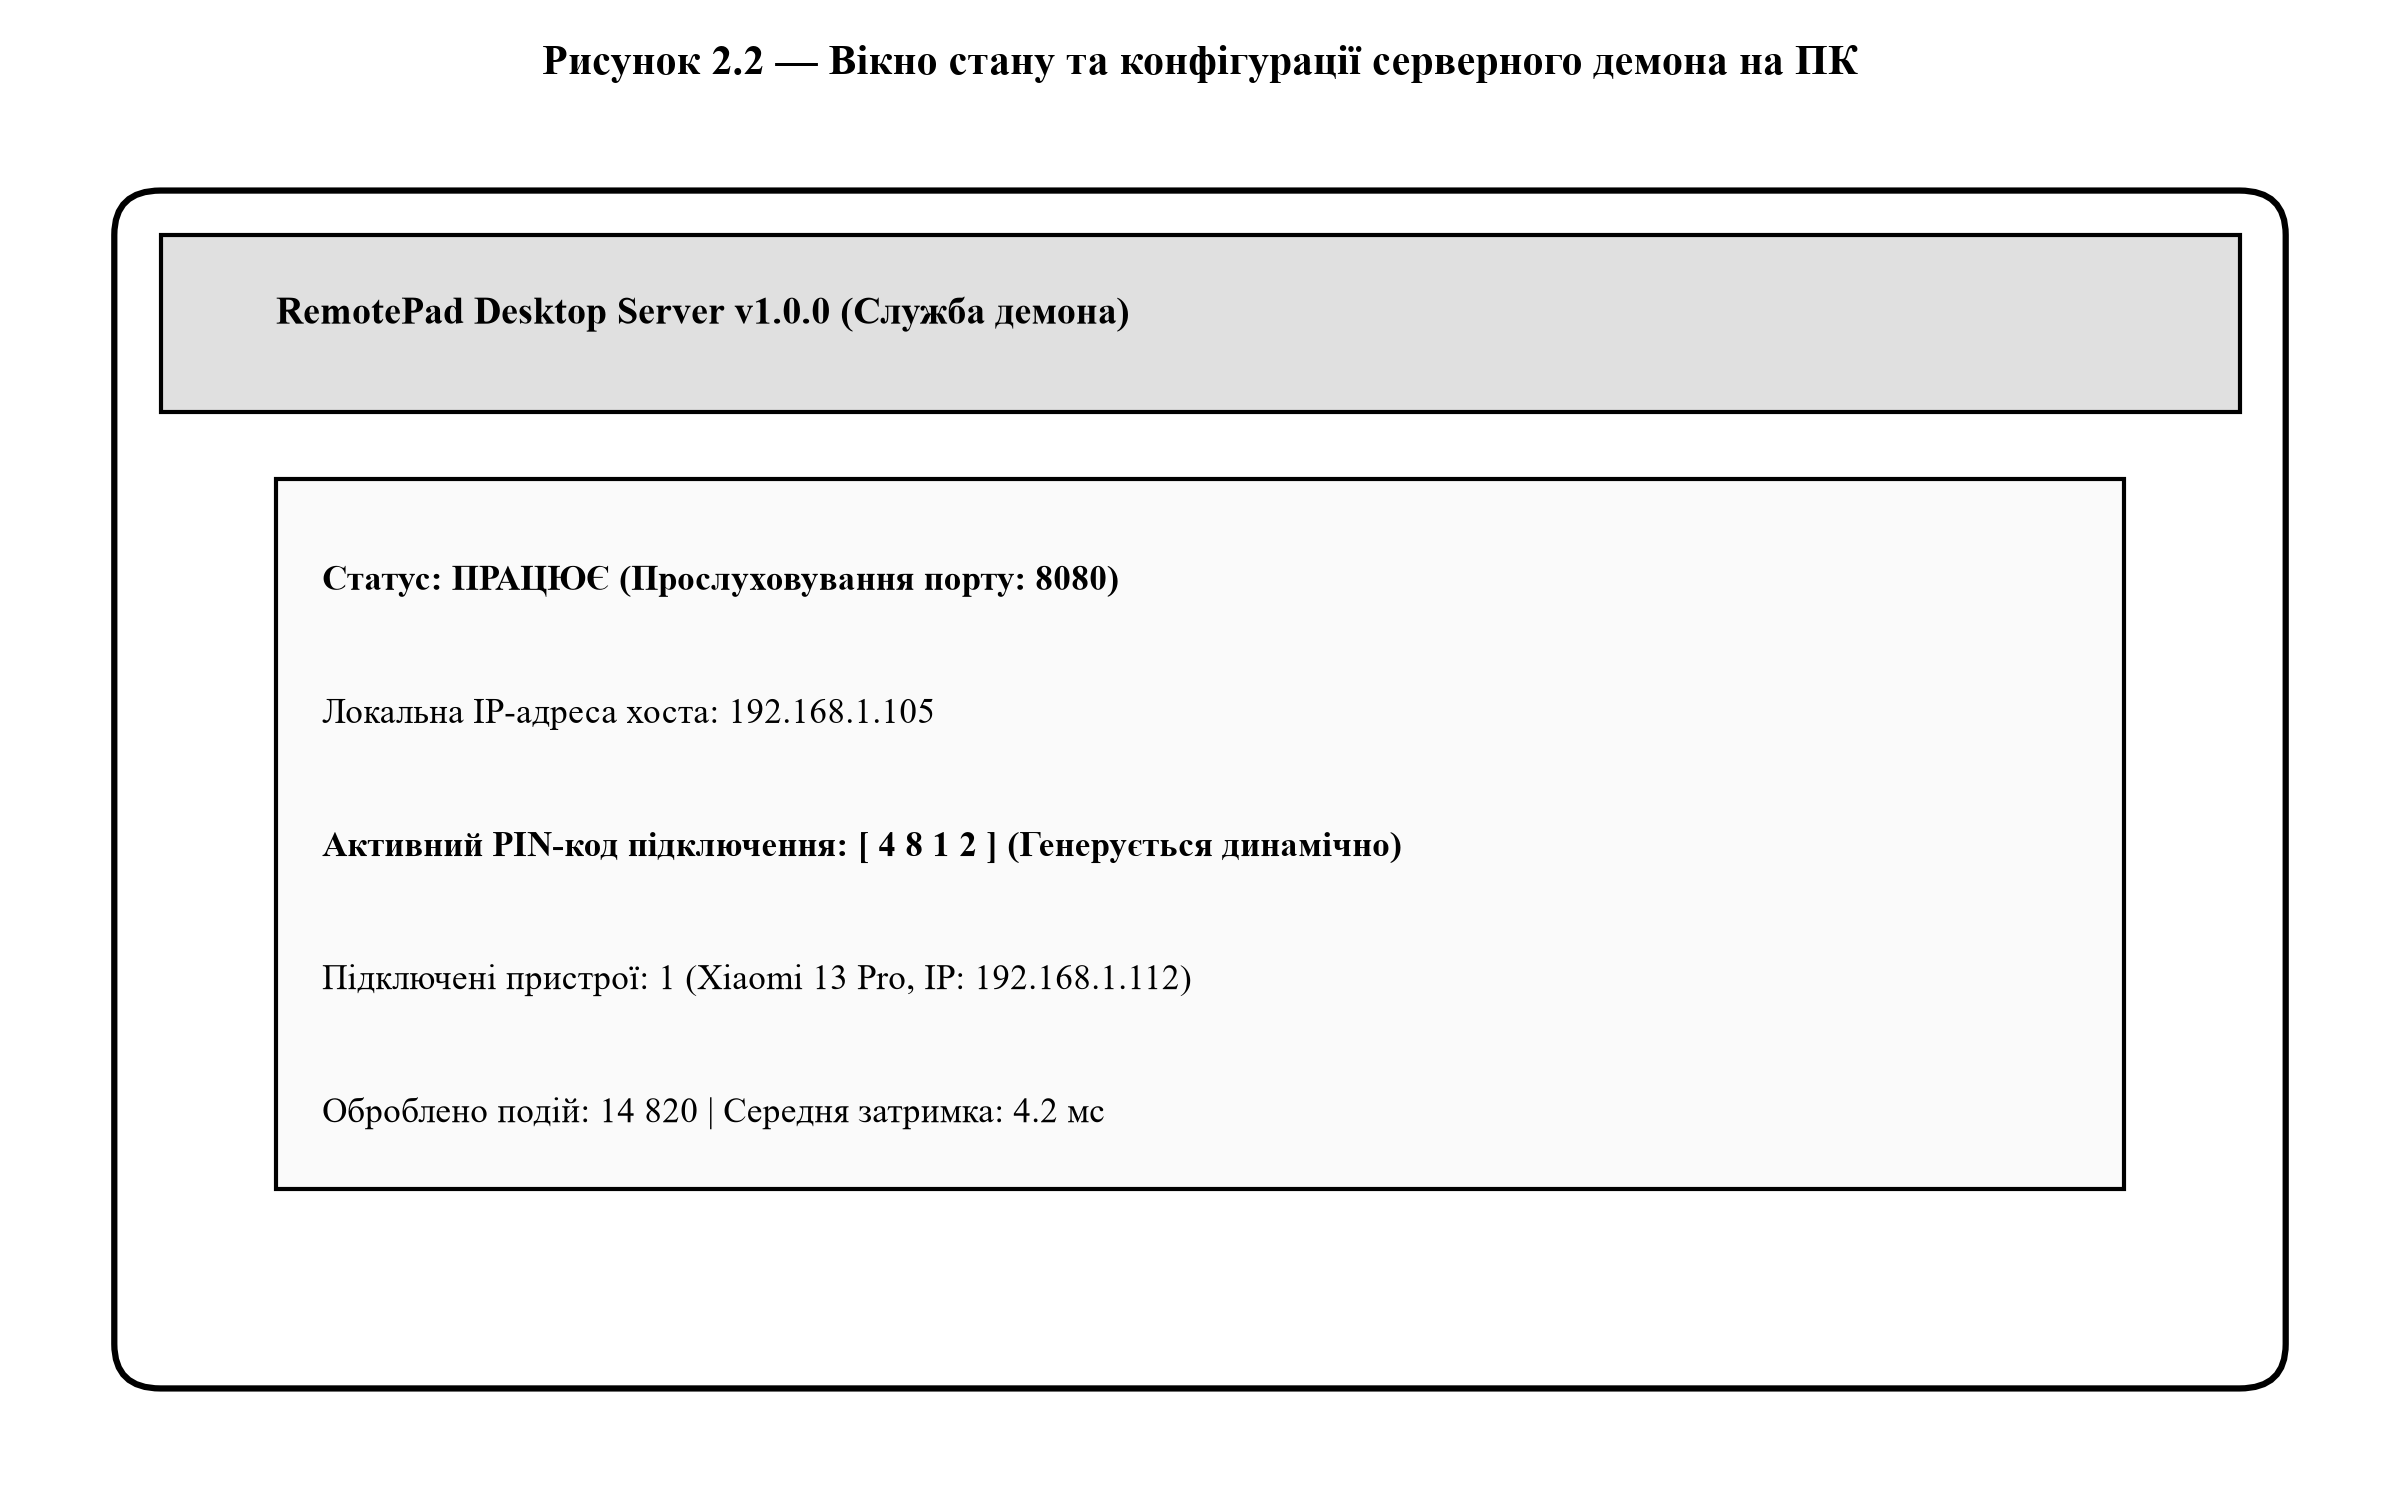 Рисунок 2.2 — Вікно стану та конфігурації серверного демона на ПК
RemotePad Desktop Server v1.0.0 (Служба демона)
Статус: ПРАЦЮЄ (Прослуховування порту: 8080)
Локальна IP-адреса хоста: 192.168.1.105
Активний PIN-код підключення: [ 4 8 1 2 ] (Генерується динамічно)
Підключені пристрої: 1 (Xiaomi 13 Pro, IP: 192.168.1.112)
Оброблено подій: 14 820 | Середня затримка: 4.2 мс